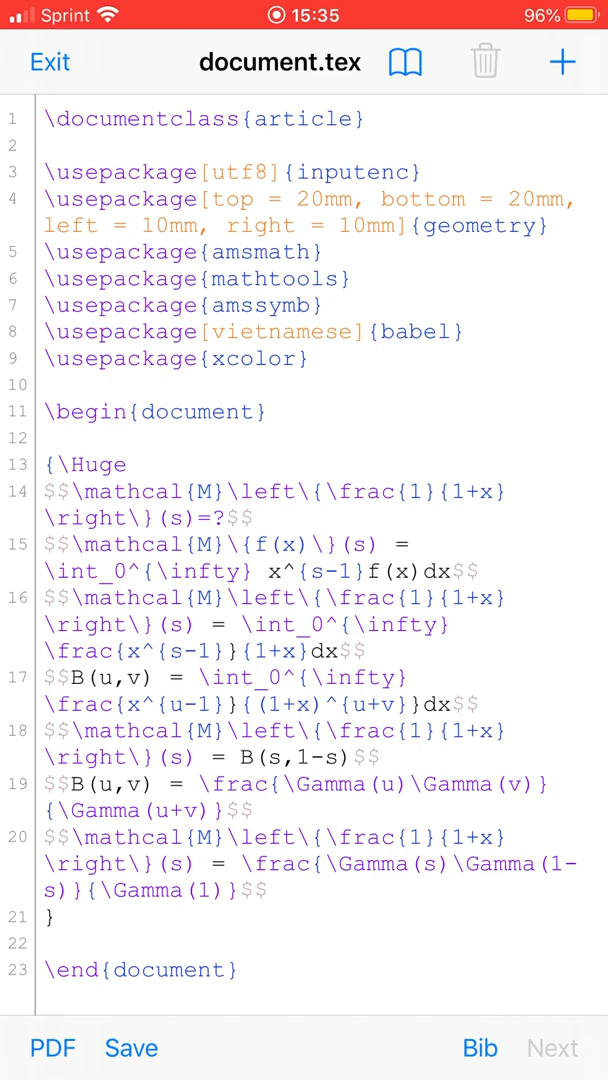 Sprint 15:35 96%
Exit document.tex
1 \documentclass{article}
2
3 \usepackage[utf8]{inputenc}
4 \usepackage[top = 20mm, bottom = 20mm,
left = 10mm, right = 10mm]{geometry}
5 \usepackage{amsmath}
6 \usepackage{mathtools}
7 \usepackage{amssymb}
8 \usepackage[vietnamese]{babel}
9 \usepackage{xcolor}
10
11 \begin{document}
12
13 {\Huge
14 $$\mathcal{M}\left\{\frac{1}{1+x}
\right\}(s)=?$$
15 $$\mathcal{M}\{f(x)\}(s) =
\int_0^{\infty} x^{s-1}f(x)dx$$
16 $$\mathcal{M}\left\{\frac{1}{1+x}
\right\}(s) = \int_0^{\infty}
\frac{x^{s-1}}{1+x}dx$$
17 $$B(u,v) = \int_0^{\infty}
\frac{x^{u-1}}{(1+x)^{u+v}}dx$$
18 $$\mathcal{M}\left\{\frac{1}{1+x}
\right\}(s) = B(s,1-s)$$
19 $$B(u,v) = \frac{\Gamma(u)\Gamma(v)}
{\Gamma(u+v)}$$
20 $$\mathcal{M}\left\{\frac{1}{1+x}
\right\}(s) = \frac{\Gamma(s)\Gamma(1-
s)}{\Gamma(1)}$$
21 }
22
23 \end{document}
PDF Save Bib Next